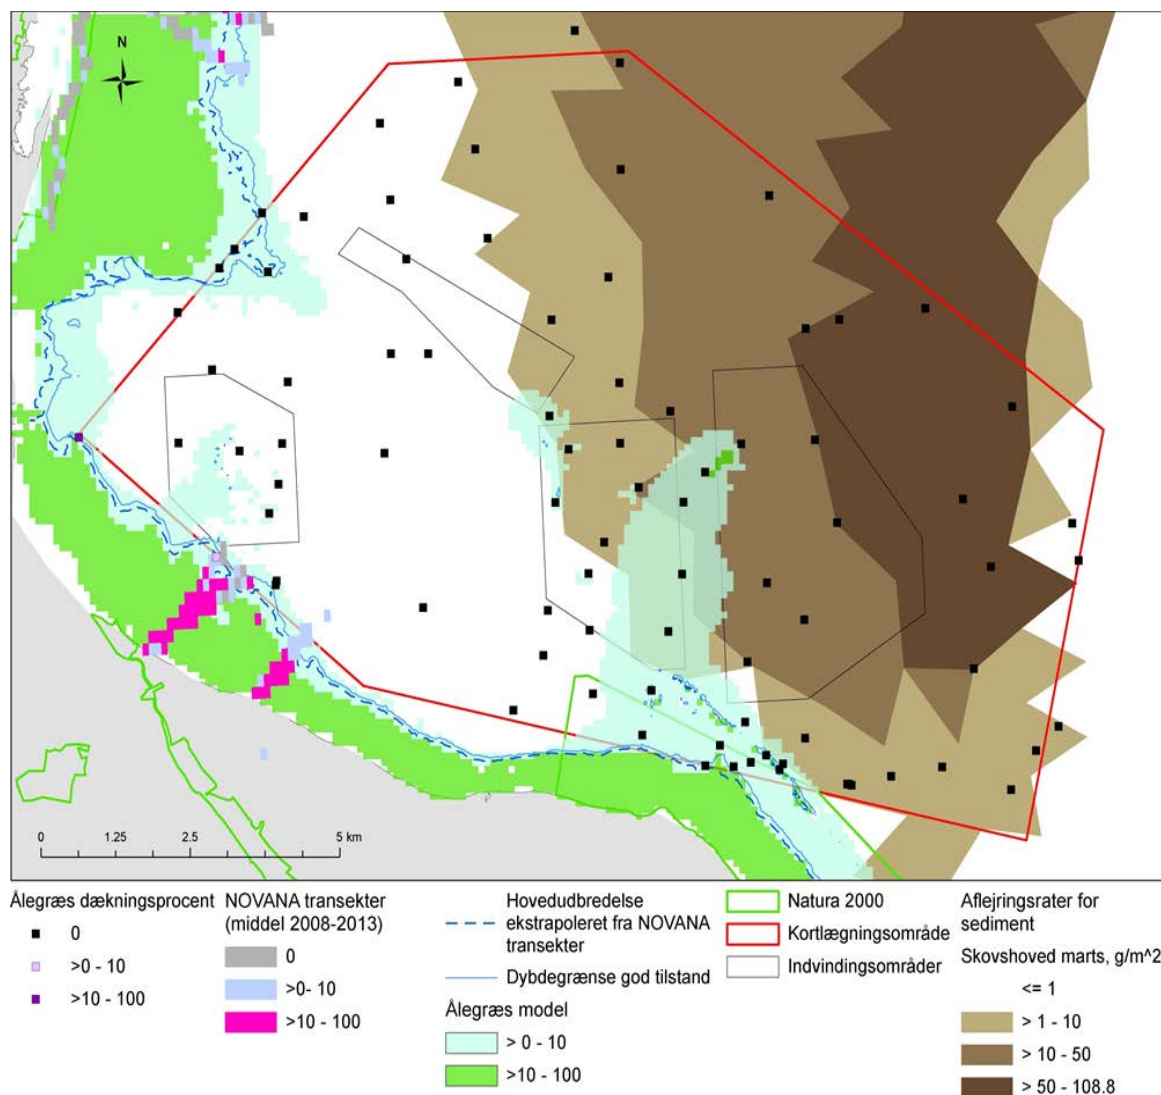 N
0 1.25 2.5 5 km
Ålegræs dækningsprocent
0
>0 - 10
>10 - 100
NOVANA transekter
(middel 2008-2013)
0
>0- 10
>10 - 100
Hovedudbredelse
ekstrapoleret fra NOVANA
transekter
Dybdegrænse god tilstand
Ålegræs model
> 0 - 10
>10 - 100
Natura 2000
Kortlægningsområde
Indvindingsområder
Aflejringsrater for
sediment
Skovshoved marts, g/m^2
<= 1
> 1 - 10
> 10 - 50
> 50 - 108.8